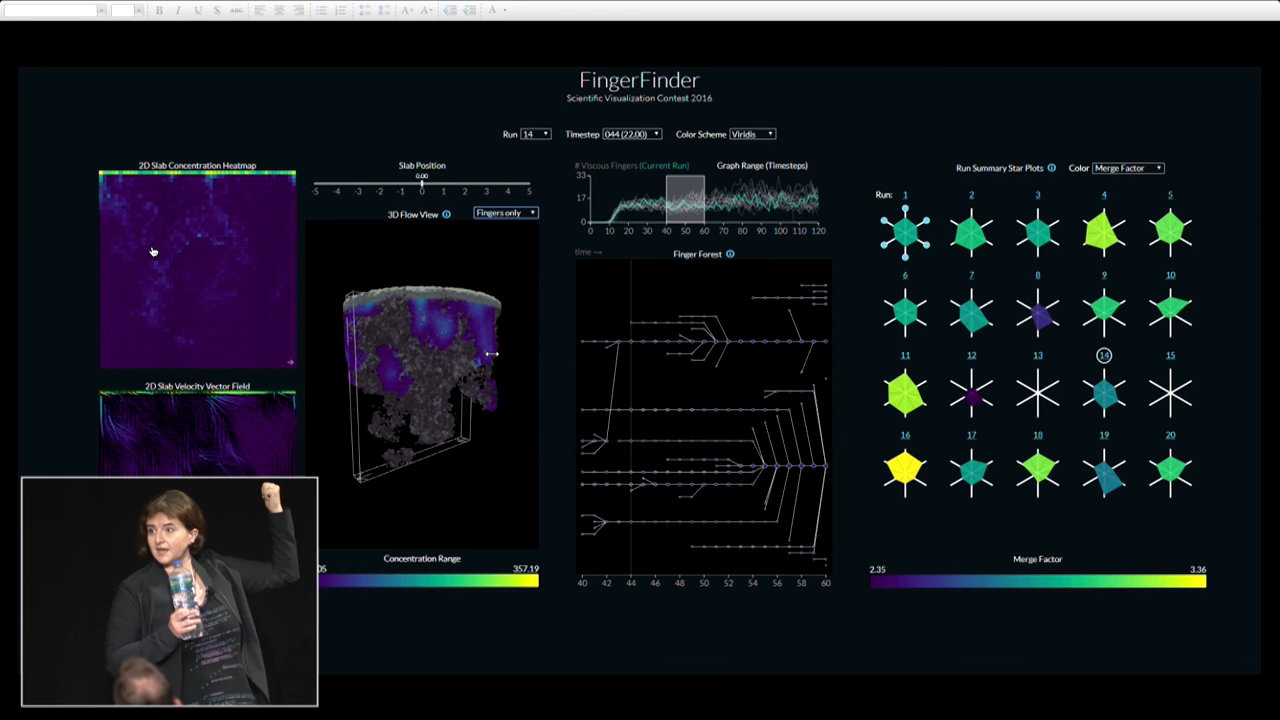 FingerFinder
Scientific Visualization Contest 2016
Run 14 Timestep 044 (22.00) Color Scheme Viridis
2D Slab Concentration Heatmap
Slab Position
0.00
-5 -4 -3 -2 -1 0 1 2 3 4 5
3D Flow View Fingers only
2D Slab Velocity Vector Field
Concentration Range
05 357.19
# Viscous Fingers (Current Run) Graph Range (Timesteps)
33
17
0
0 10 20 30 40 50 60 70 80 90 100 120
time → Finger Forest
40 42 44 46 48 50 52 54 56 58 60
Run Summary Star Plots Color Merge Factor
Run: 1 2 3 4 5
6 7 8 9 10
11 12 13 14 15
16 17 18 19 20
Merge Factor
2.35 3.36
B I U S ABC
A A A